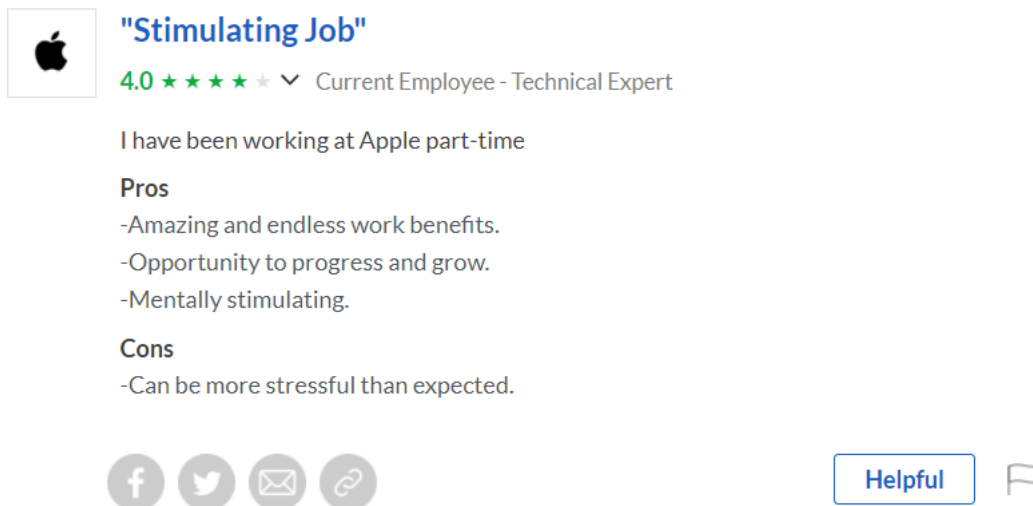 "Stimulating Job"
4.0 ★ ★ ★ ★ ★ Current Employee - Technical Expert
I have been working at Apple part-time
Pros
-Amazing and endless work benefits.
-Opportunity to progress and grow.
-Mentally stimulating.
Cons
-Can be more stressful than expected.
Helpful